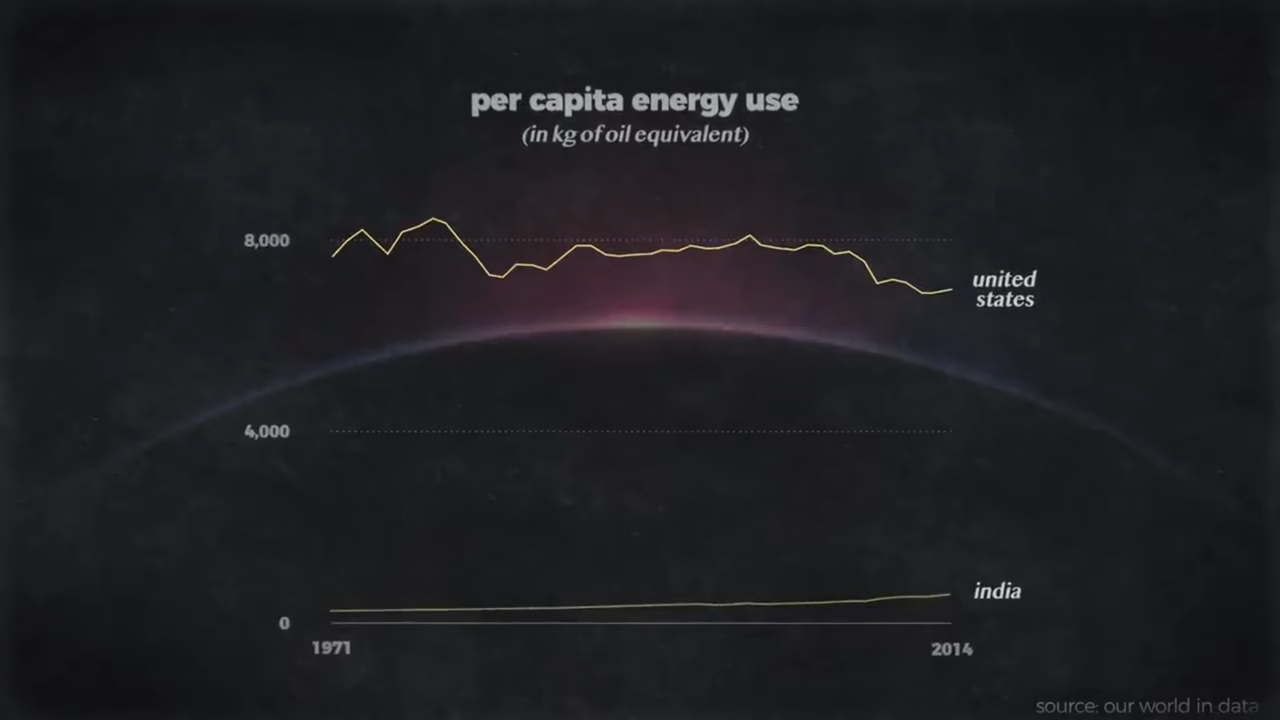 per capita energy use
(in kg of oil equivalent)
8,000
united
states
4,000
india
0
1971
2014
source: our world in data